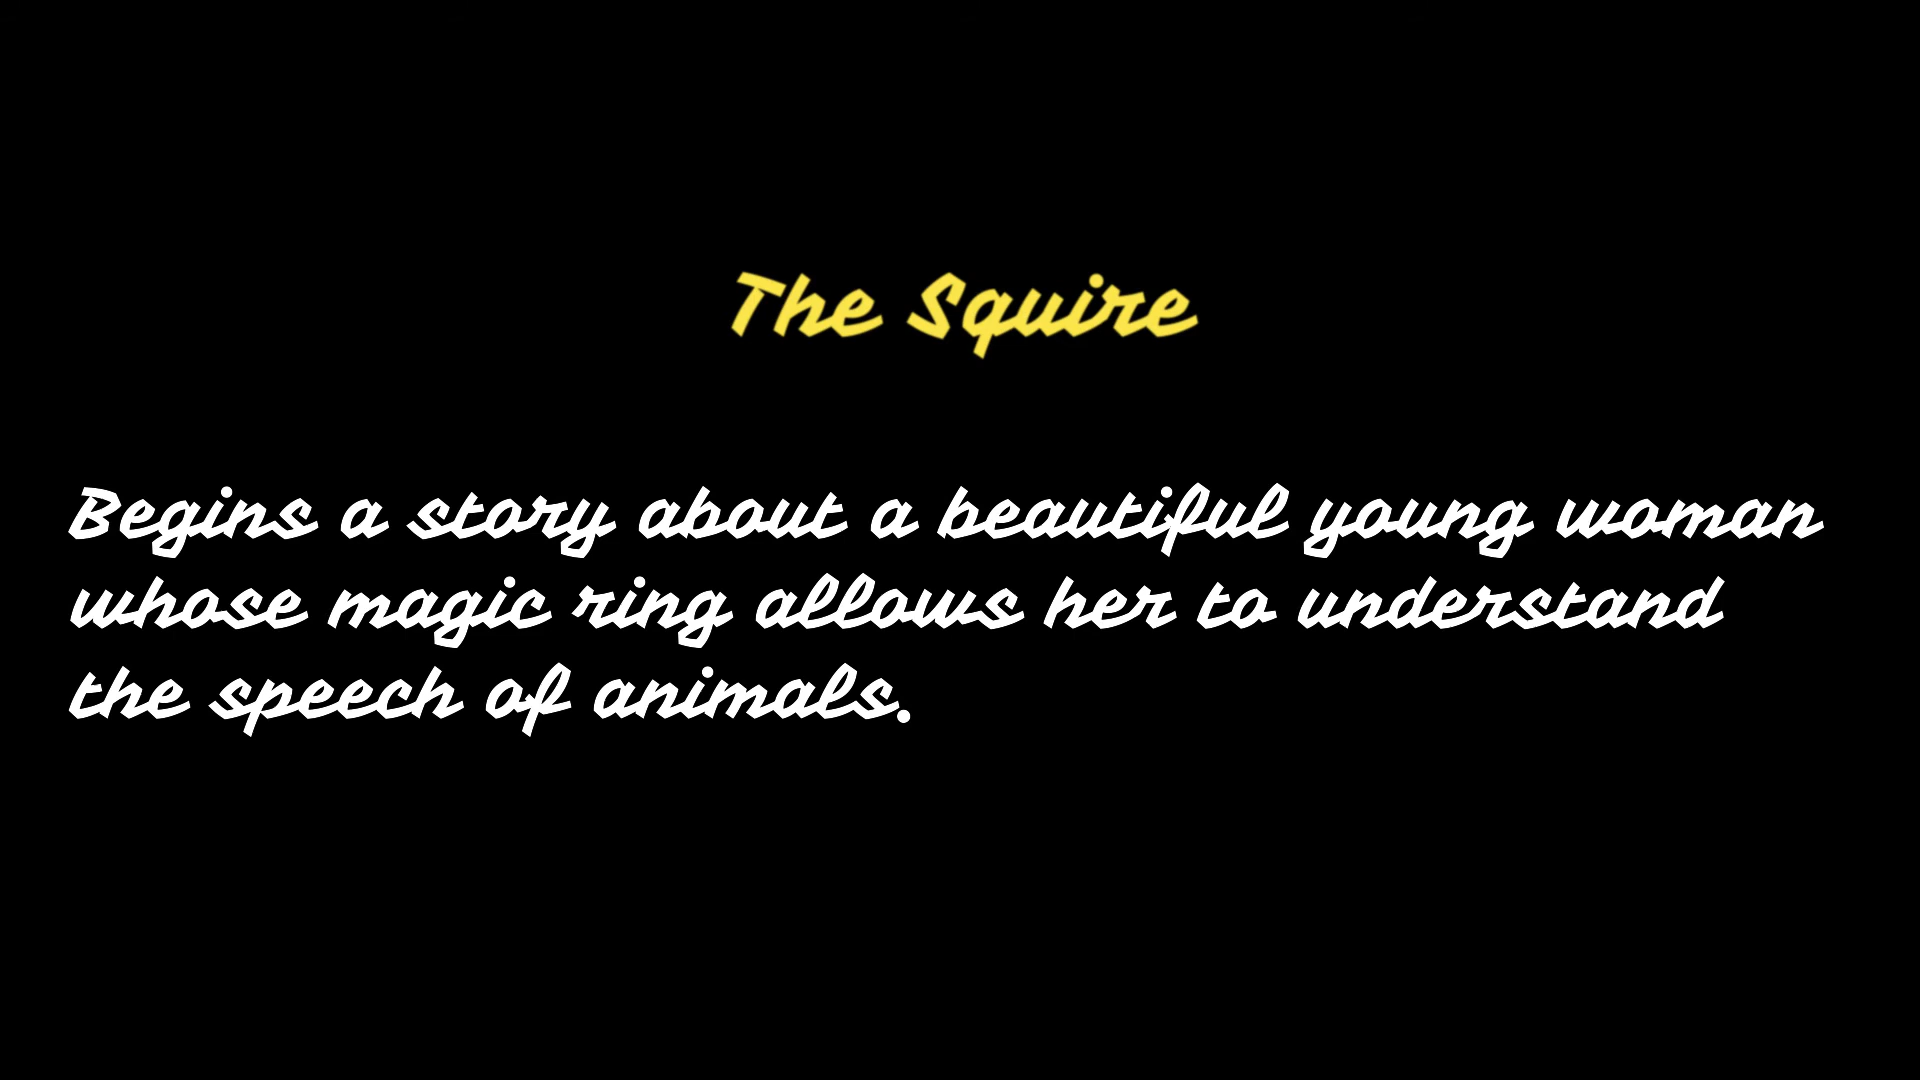 The Squire
Begins a story about a beautiful young woman
whose magic ring allows her to understand
the speech of animals.